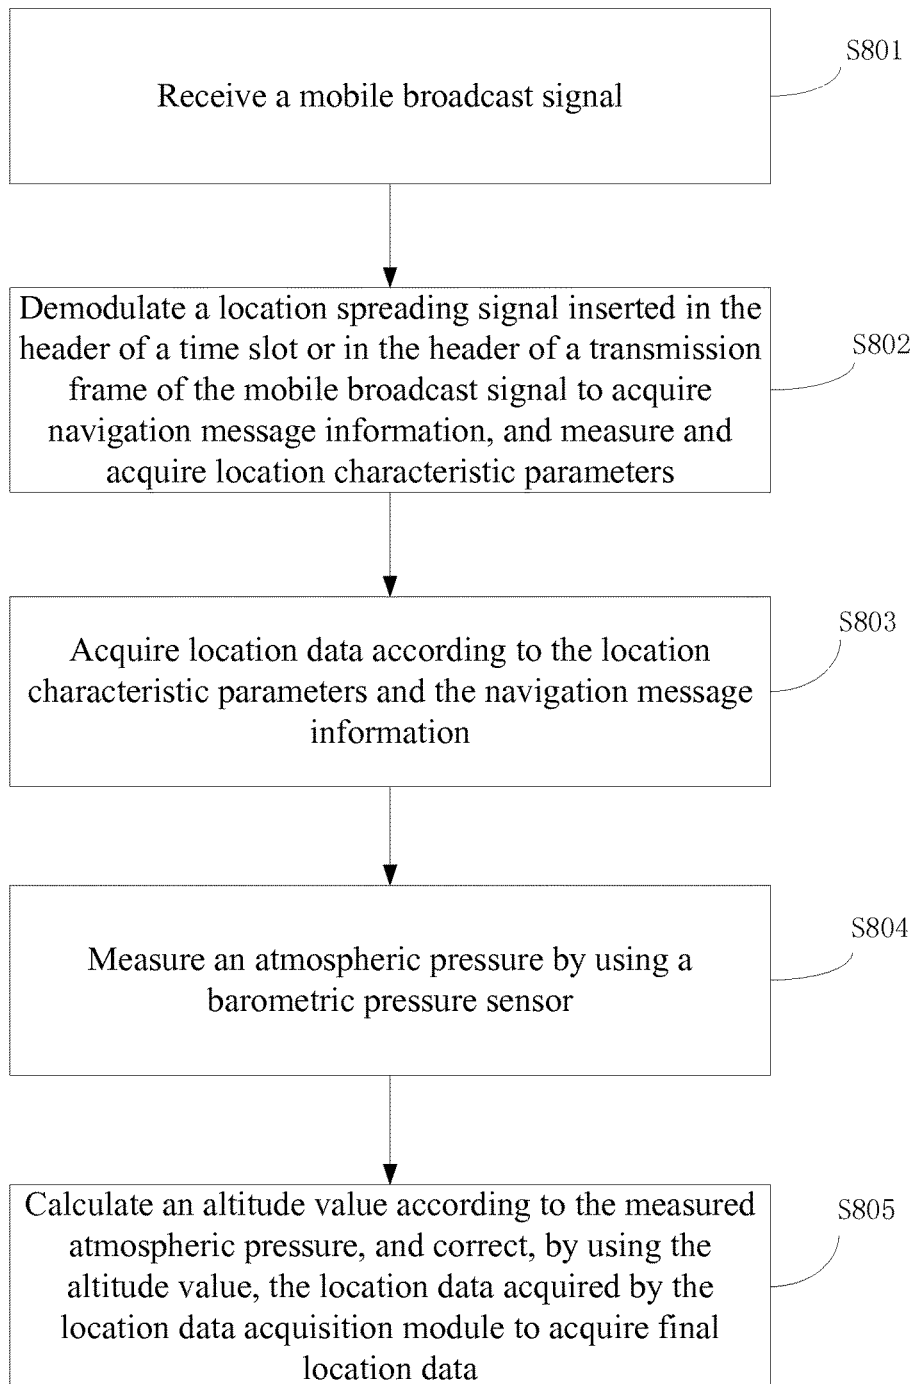 Receive a mobile broadcast signal
S801
Demodulate a location spreading signal inserted in the
header of a time slot or in the header of a transmission
frame of the mobile broadcast signal to acquire
navigation message information, and measure and
acquire location characteristic parameters
S802
Acquire location data according to the location
characteristic parameters and the navigation message
information
S803
Measure an atmospheric pressure by using a
barometric pressure sensor
S804
Calculate an altitude value according to the measured
atmospheric pressure, and correct, by using the
altitude value, the location data acquired by the
location data acquisition module to acquire final
location data
S805